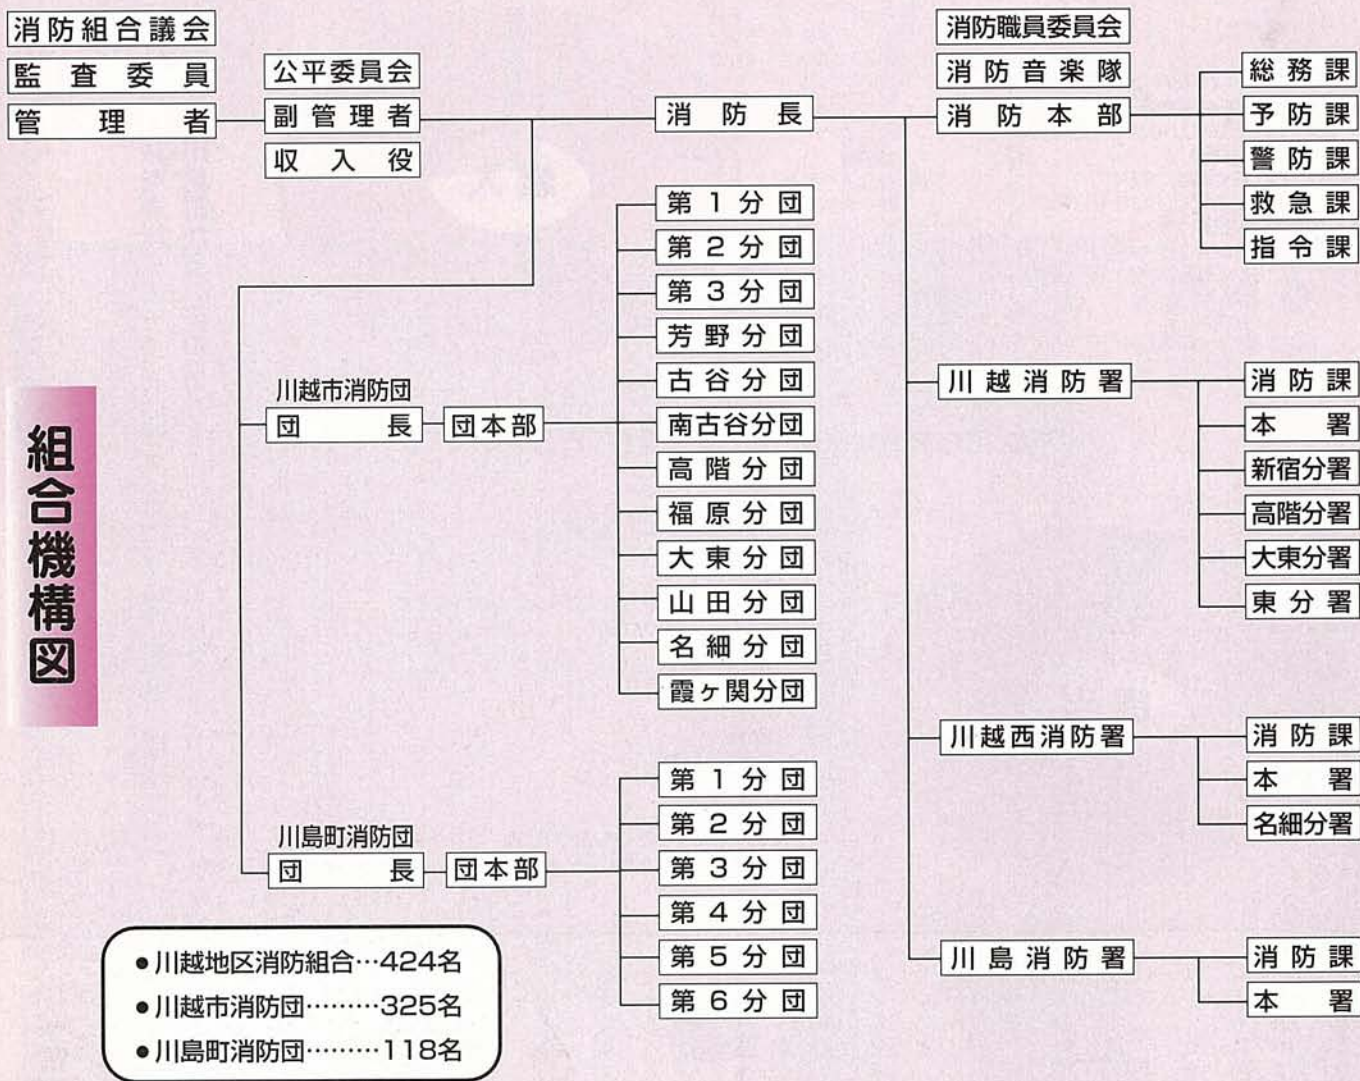 消防組合議会
監査委員
管理者
公平委員会
副管理者
収入役
消防長
消防職員委員会
消防音楽隊
消防本部
総務課
予防課
警防課
救急課
指令課
川越消防署
消防課
本署
新宿分署
高階分署
大東分署
東分署
川越西消防署
消防課
本署
名細分署
川島消防署
消防課
本署
組合機構図
川越市消防団
団長
団本部
第1分団
第2分団
第3分団
芳野分団
古谷分団
南古谷分団
高階分団
福原分団
大東分団
山田分団
名細分団
霞ヶ関分団
川島町消防団
団長
団本部
第1分団
第2分団
第3分団
第4分団
第5分団
第6分団
●川越地区消防組合…424名
●川越市消防団………325名
●川島町消防団………118名